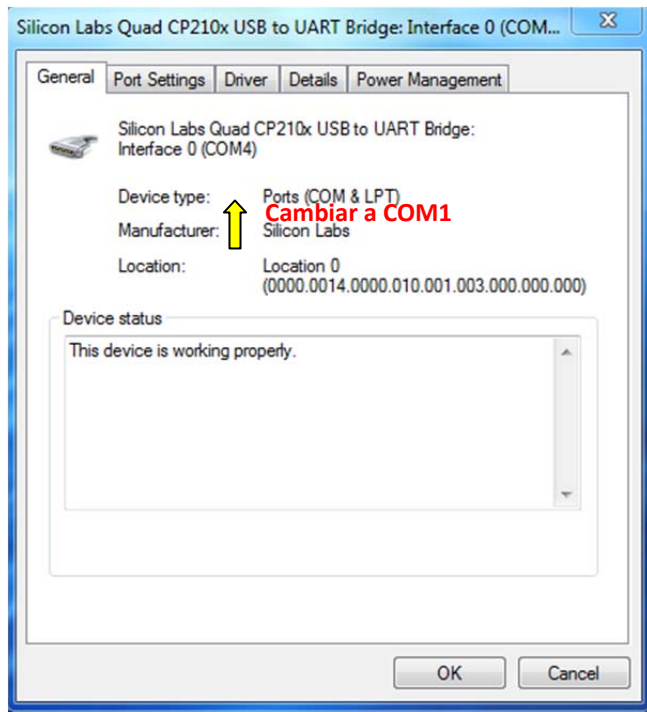 Silicon Labs Quad CP210x USB to UART Bridge: Interface 0 (COM...
General Port Settings Driver Details Power Management
Silicon Labs Quad CP210x USB to UART Bridge:
Interface 0 (COM4)
Device type: Ports (COM & LPT)
Cambiar a COM1
Manufacturer: Silicon Labs
Location: Location 0
(0000.0014.0000.010.001.003.000.000.000)
Device status
This device is working properly.
OK Cancel